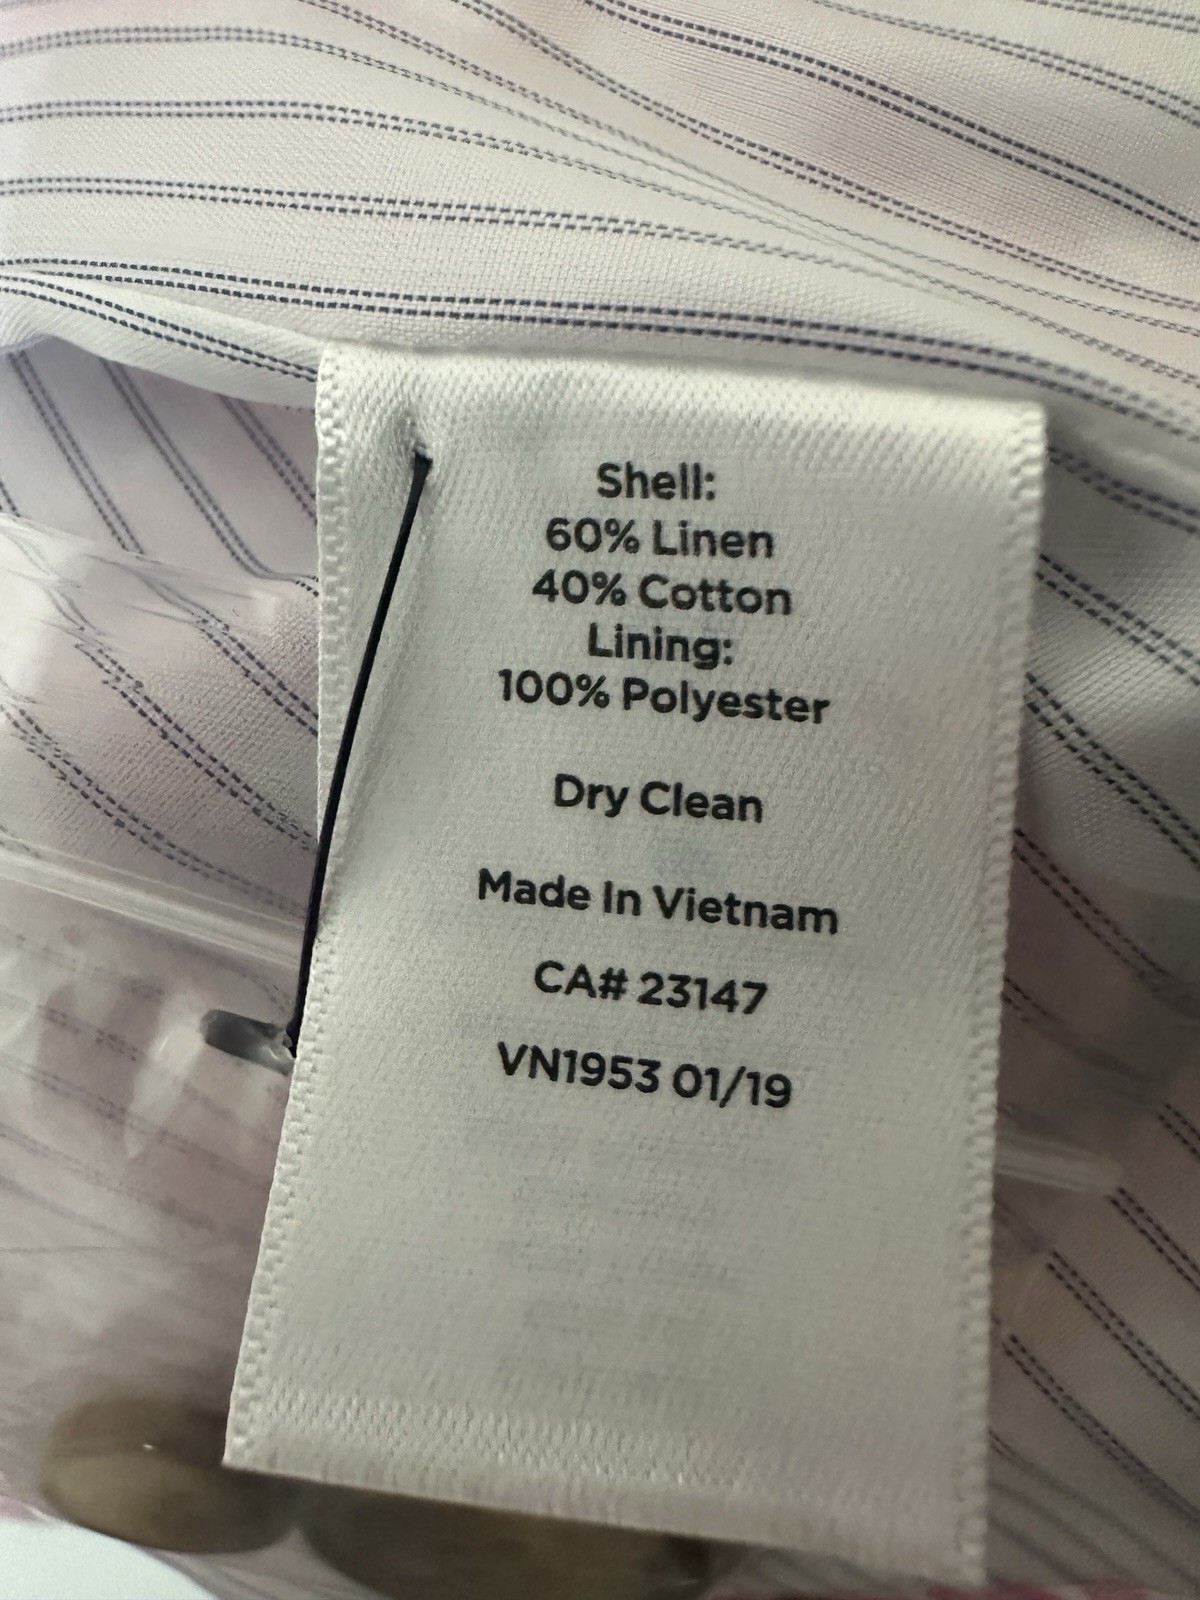 Shell:
60% Linen
40% Cotton
Lining:
100% Polyester
Dry Clean
Made In Vietnam
CA# 23147
VN1953 01/19